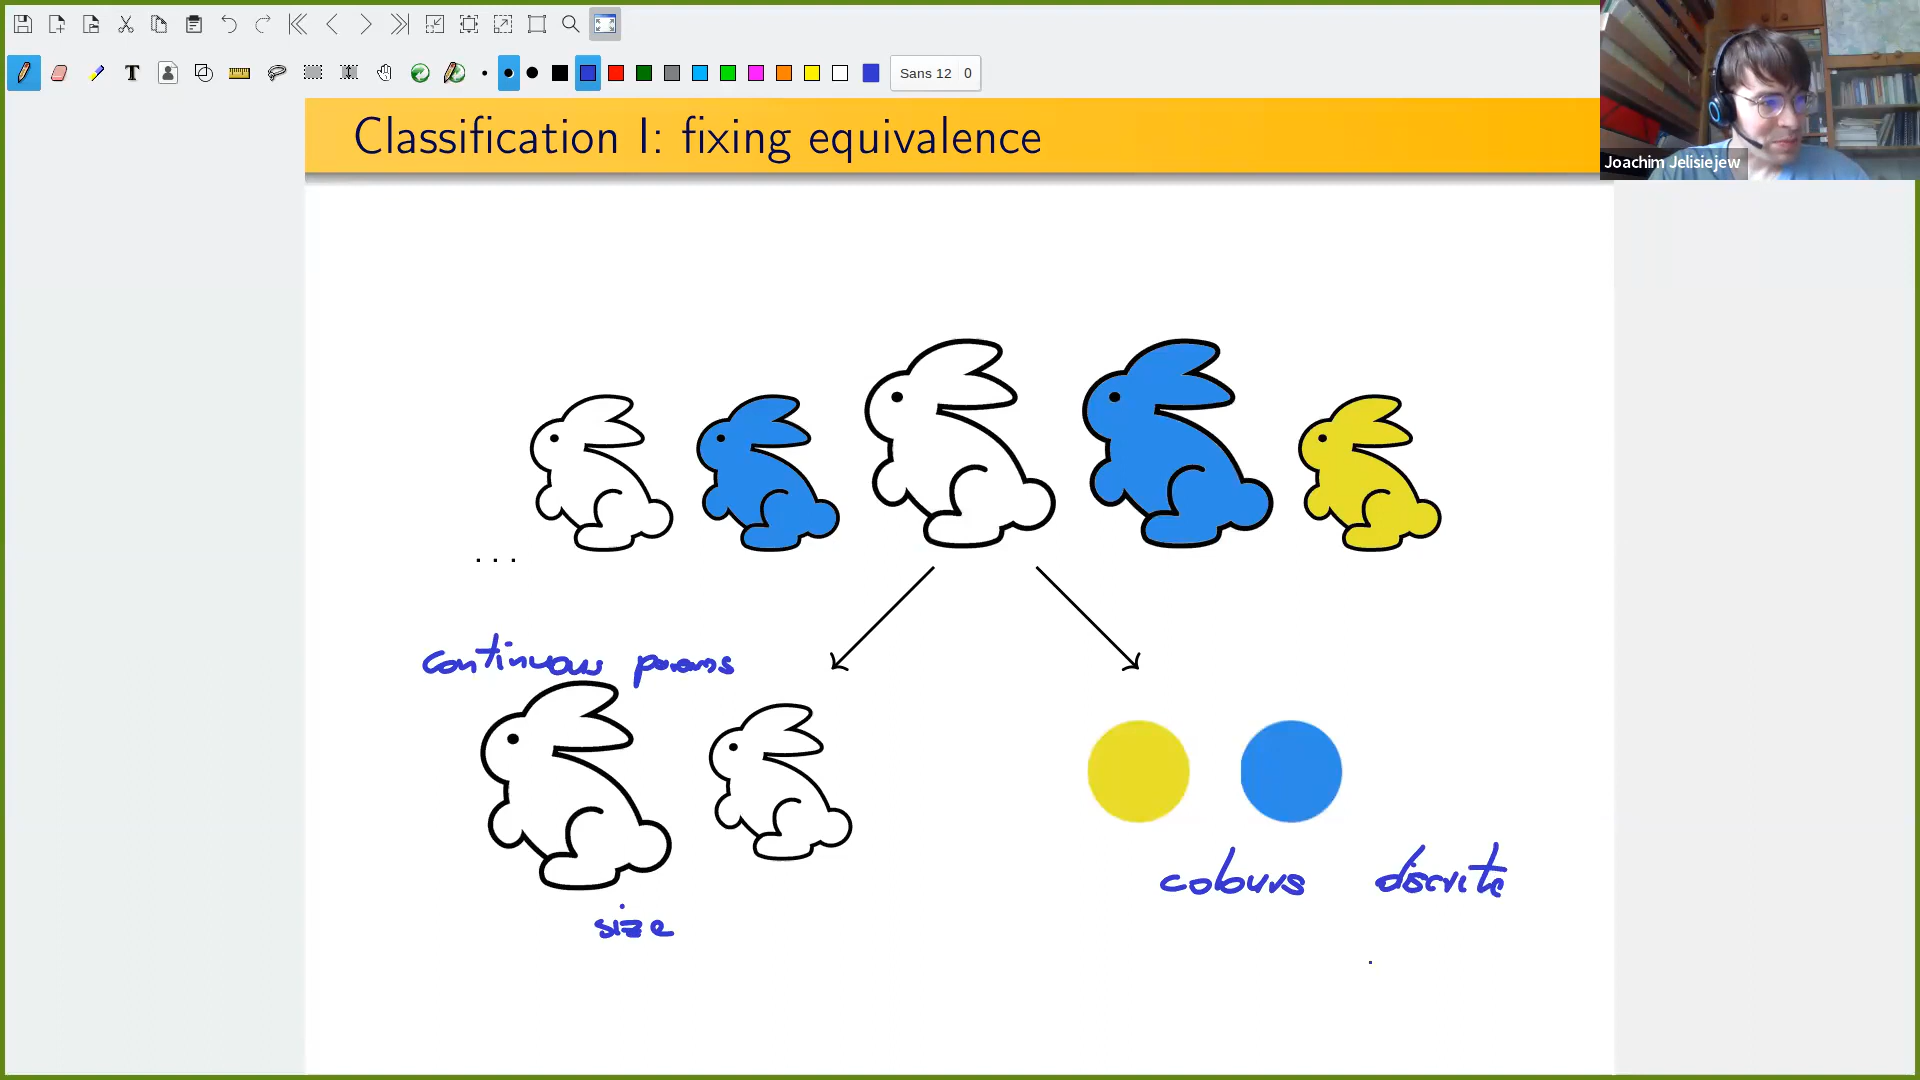 Sans 12 0
Classification I: fixing equivalence
Joachim Jelisiejew
...
continuous params
colours discrete
size